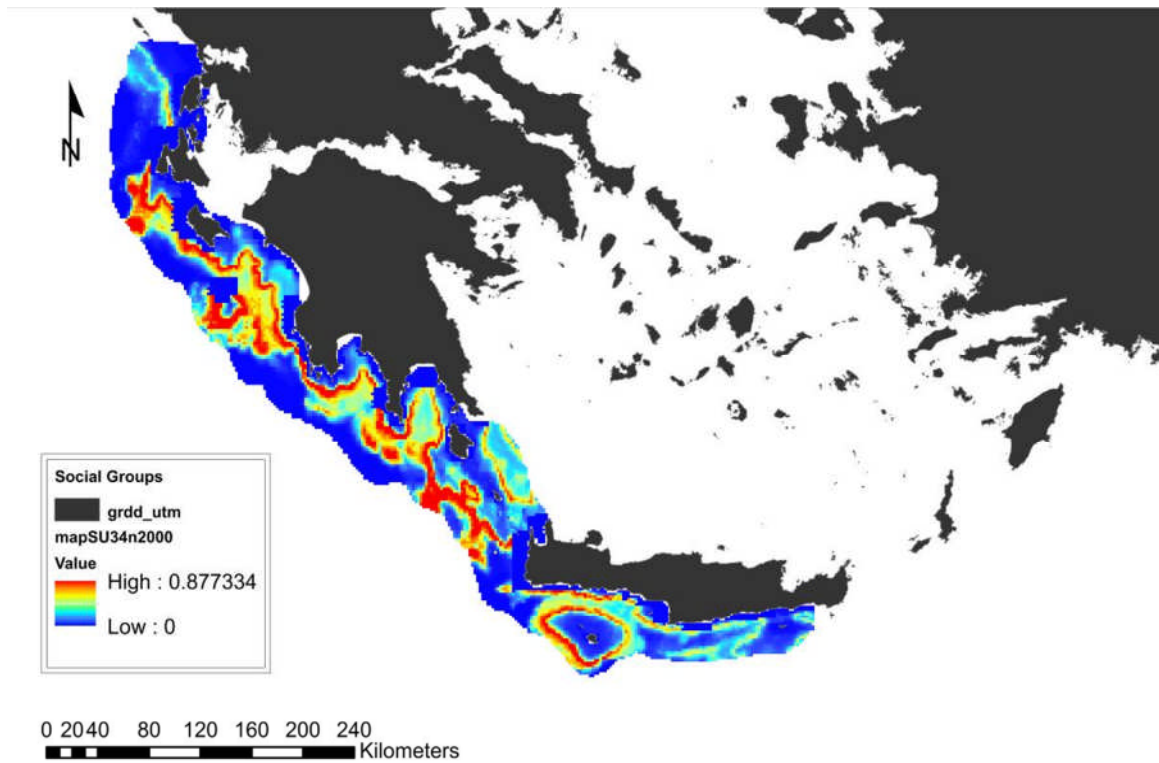 N
Social Groups
grdd_utm
mapSU34n2000
Value
High : 0.877334
Low : 0
0 20 40 80 120 160 200 240
Kilometers